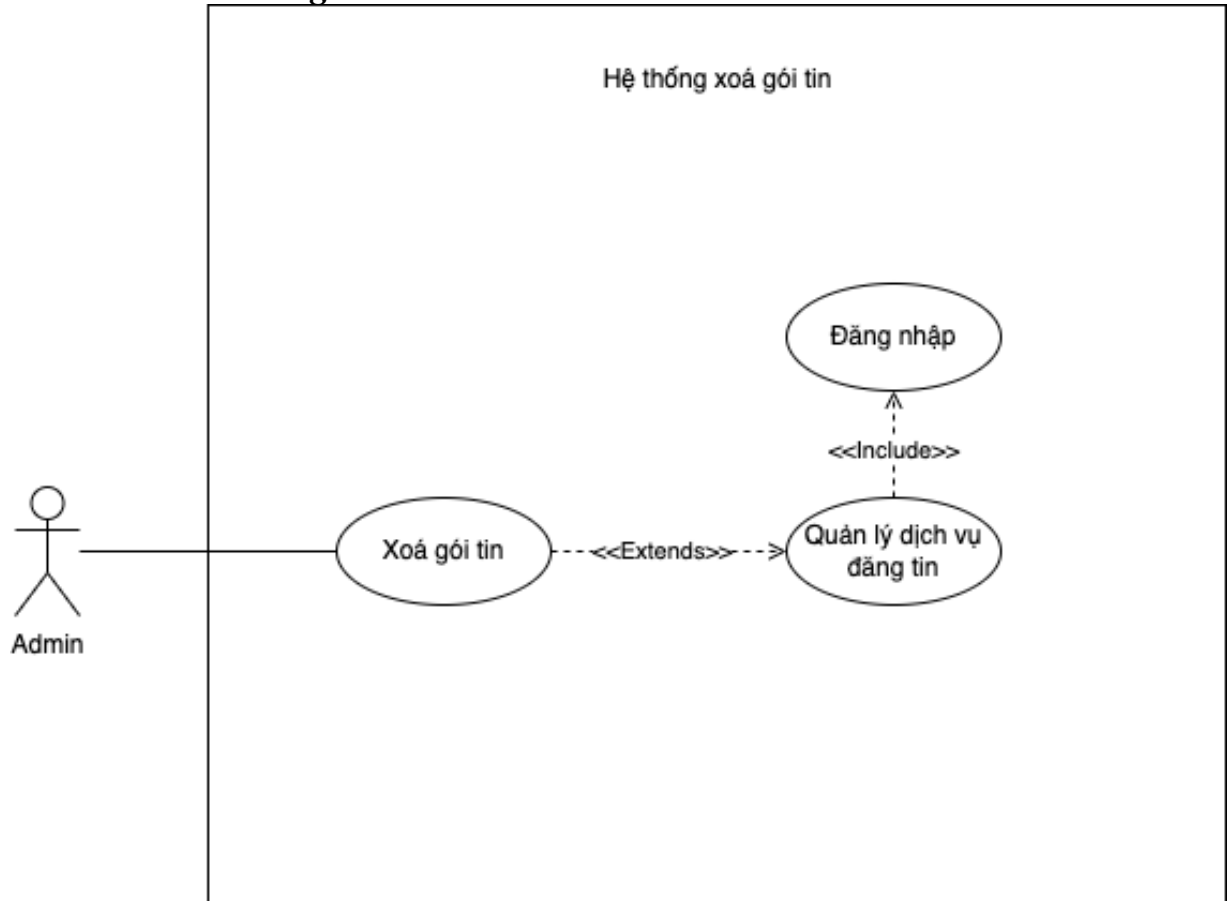 Hệ thống xoá gói tin
Đăng nhập
<<Include>>
Xoá gói tin
<<Extends>>
Quản lý dịch vụ
đăng tin
Admin